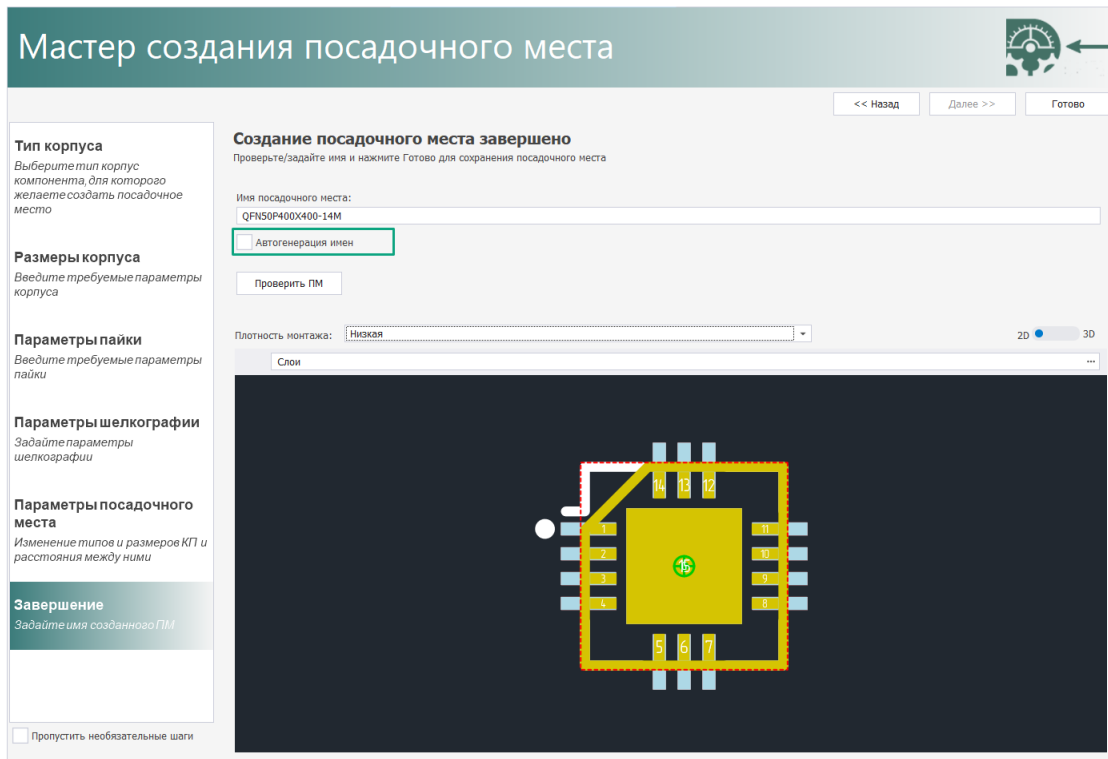 Мастер создания посадочного места
<< Назад
Далее >>
Готово
Тип корпуса
Выберите тип корпус
компонента, для которого
желаете создать посадочное
место
Размеры корпуса
Введите требуемые параметры
корпуса
Параметры пайки
Введите требуемые параметры
пайки
Параметры шелкографии
Задайте параметры
шелкографии
Параметры посадочного
места
Изменение типов и размеров КП и
расстояния между ними
Завершение
Задайте имя созданного ПМ
Пропустить необязательные шаги
Создание посадочного места завершено
Проверьте/задайте имя и нажмите Готово для сохранения посадочного места
Имя посадочного места:
QFN50P400X400-14M
Автогенерация имен
Проверить ПМ
Плотность монтажа:
Низкая
2D
3D
Слои
...
14 13 12
1
11
2
10
15
3
9
4
8
5 6 7